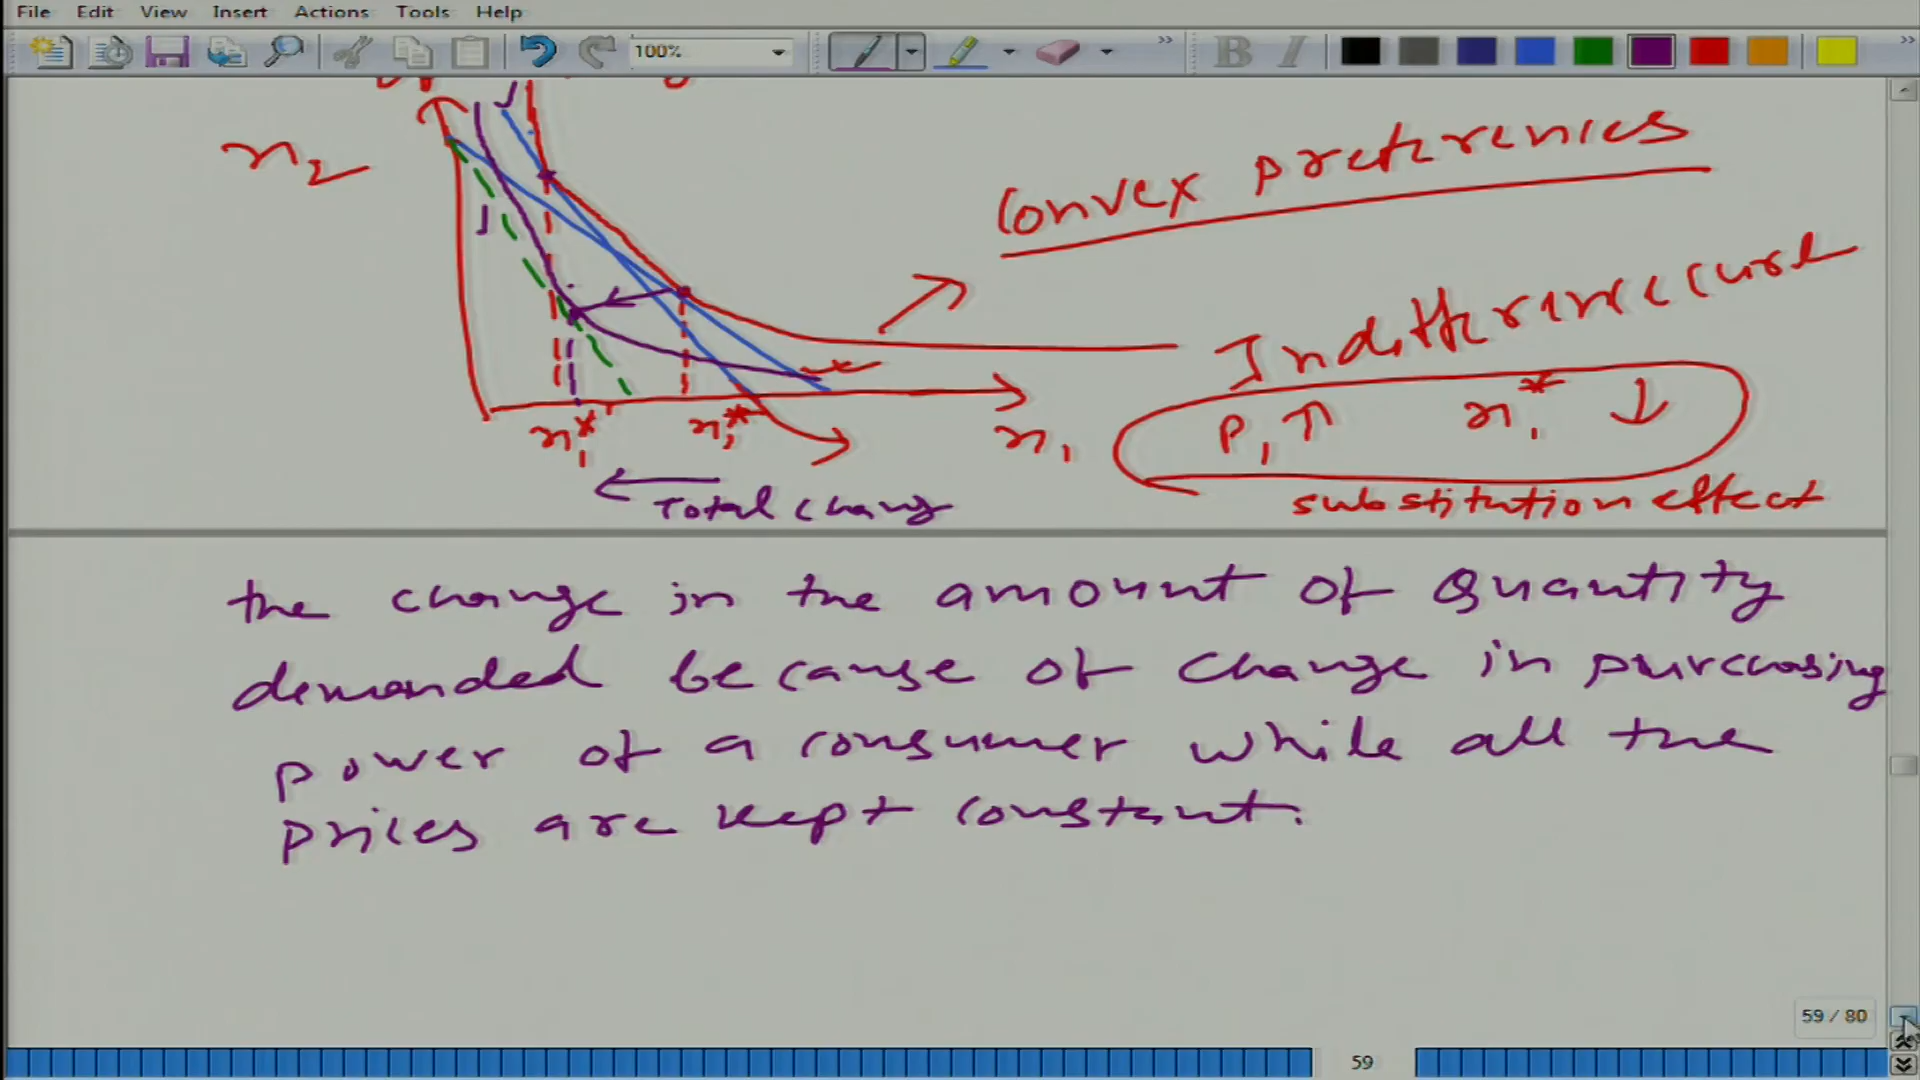 File Edit View Insert Actions Tools Help
100%
x2
Convex preferences
Indifference curve
P1 ↑ x1* ↓
x1* x1* x1
Total chang
substitution effect
the change in the amount of quantity
demanded because of change in purchasing
power of a consumer while all the
prices are kept constant.
59 / 80
59